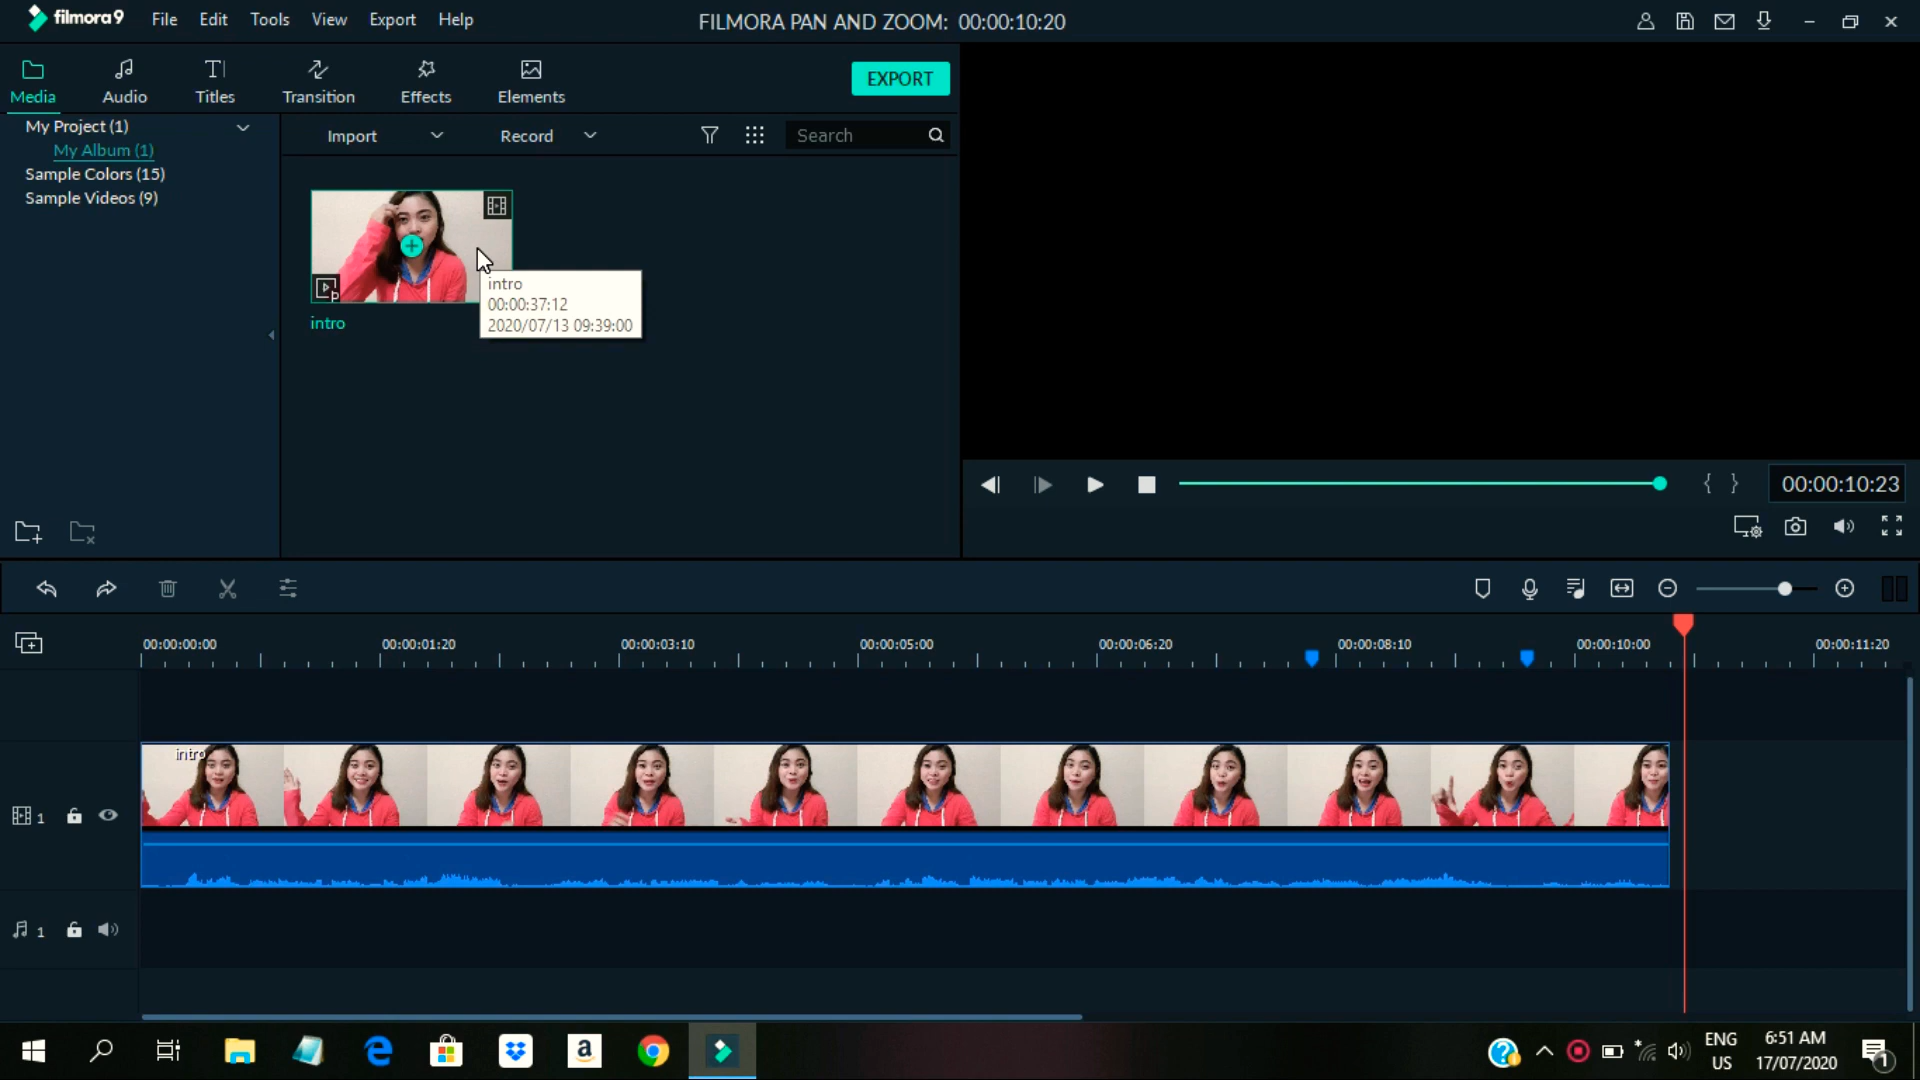 filmora9 File Edit Tools View Export Help FILMORA PAN AND ZOOM: 00:00:10:20
Media Audio Titles Transition Effects Elements EXPORT
My Project (1)
My Album (1)
Sample Colors (15)
Sample Videos (9)
Import Record Search
intro
intro
00:00:37:12
2020/07/13 09:39:00
00:00:10:23
00:00:00:00 00:00:01:20 00:00:03:10 00:00:05:00 00:00:06:20 00:00:08:10 00:00:10:00 00:00:11:20
intro
1
1
ENG
US
6:51 AM
17/07/2020
1